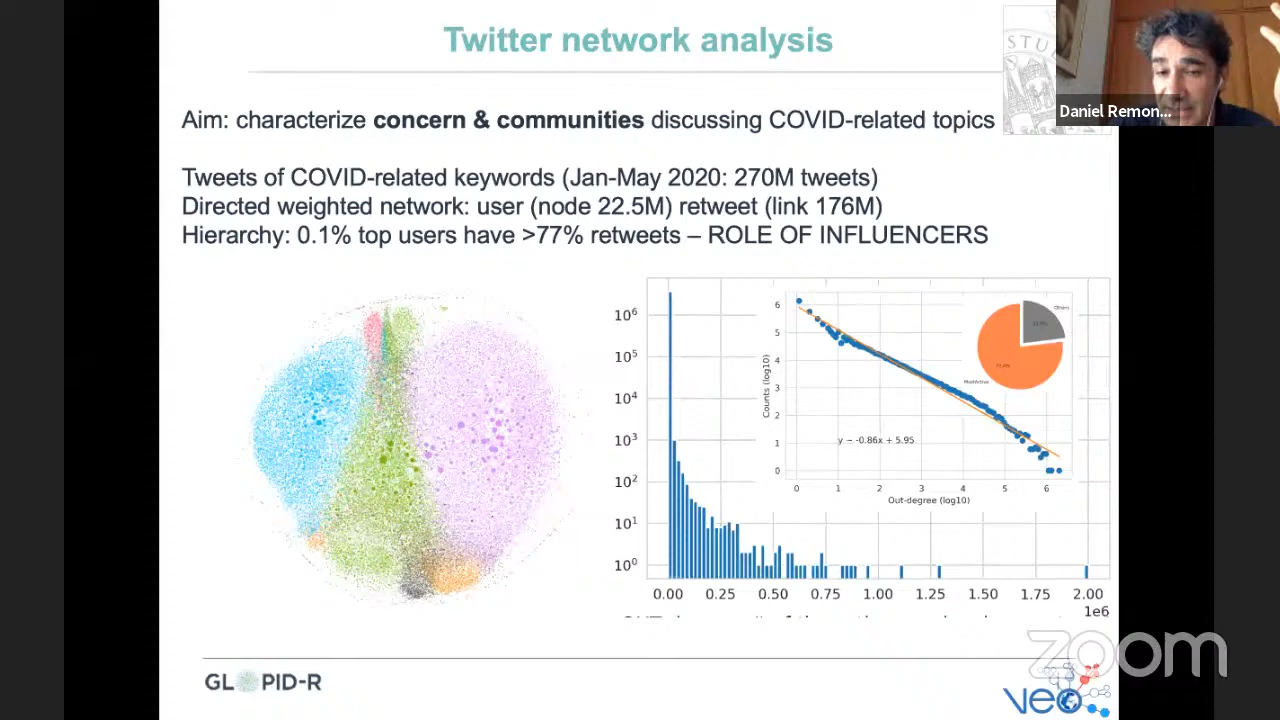 Twitter network analysis
STU
Daniel Remon...
Aim: characterize concern & communities discussing COVID-related topics
Tweets of COVID-related keywords (Jan-May 2020: 270M tweets)
Directed weighted network: user (node 22.5M) retweet (link 176M)
Hierarchy: 0.1% top users have >77% retweets – ROLE OF INFLUENCERS
10⁶
10⁵
10⁴
10³
10²
10¹
10⁰
0.00 0.25 0.50 0.75 1.00 1.25 1.50 1.75 2.00
1e6
6
5
4
3
2
1
0
Counts (log10)
y ~ -0.86x + 5.95
0 1 2 3 4 5 6
Out-degree (log10)
Others
MostActive
zoom
GLOPID-R
VEO